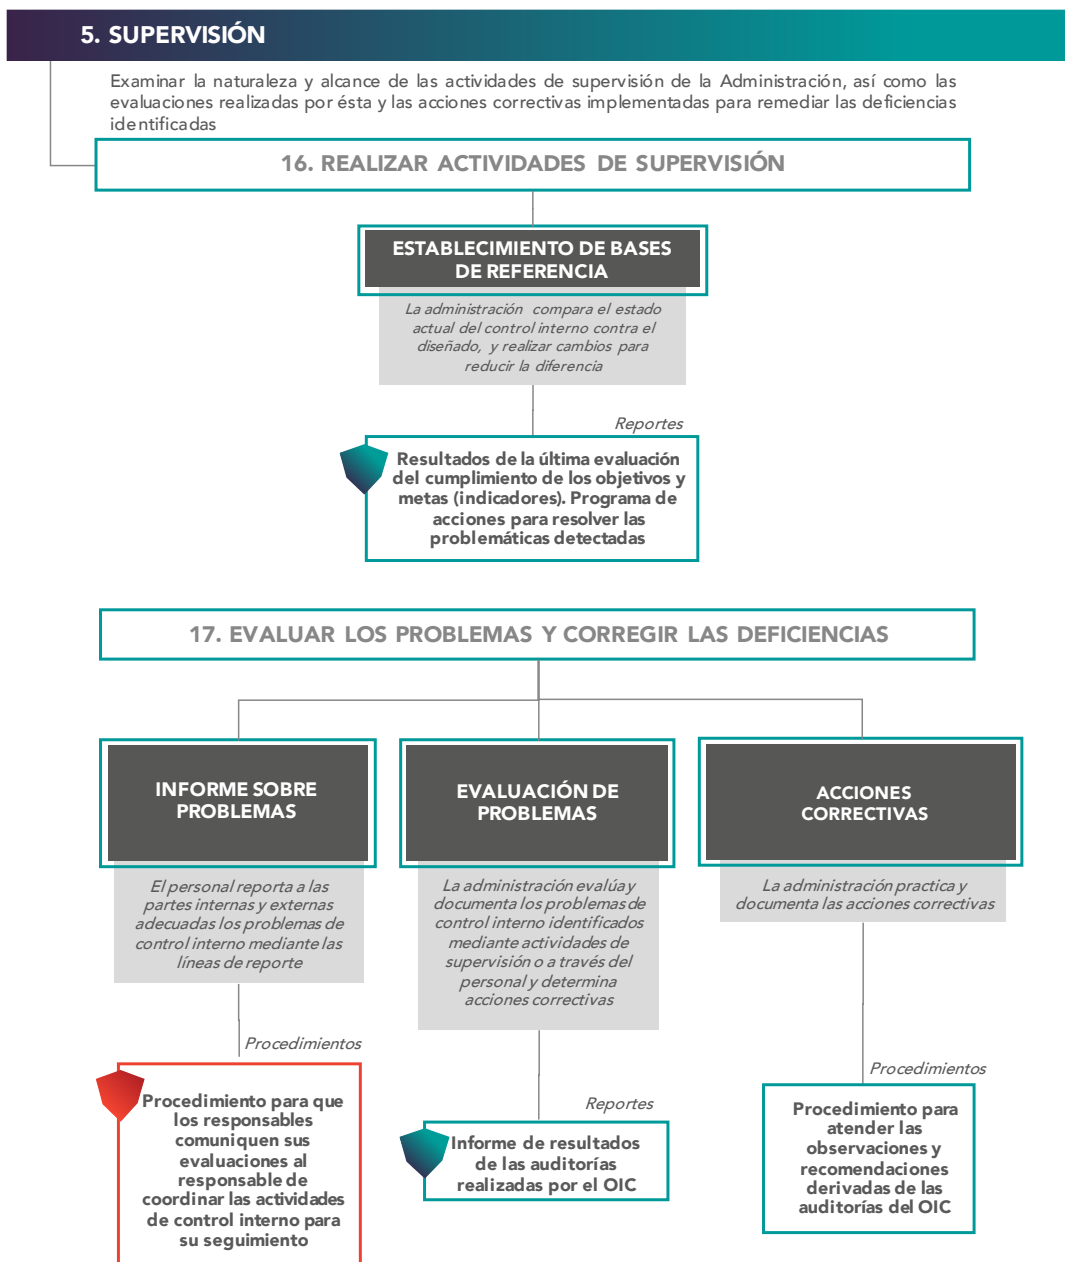 5. SUPERVISIÓN
Examinar la naturaleza y alcance de las actividades de supervisión de la Administración, así como las
evaluaciones realizadas por ésta y las acciones correctivas implementadas para remediar las deficiencias
identificadas
16. REALIZAR ACTIVIDADES DE SUPERVISIÓN
ESTABLECIMIENTO DE BASES
DE REFERENCIA
La administración compara el estado
actual del control interno contra el
diseñado, y realizar cambios para
reducir la diferencia
Reportes
Resultados de la última evaluación
del cumplimiento de los objetivos y
metas (indicadores). Programa de
acciones para resolver las
problemáticas detectadas
17. EVALUAR LOS PROBLEMAS Y CORREGIR LAS DEFICIENCIAS
INFORME SOBRE
PROBLEMAS
El personal reporta a las
partes internas y externas
adecuadas los problemas de
control interno mediante las
líneas de reporte
Procedimientos
Procedimiento para que
los responsables
comuniquen sus
evaluaciones al
responsable de
coordinar las actividades
de control interno para
su seguimiento
EVALUACIÓN DE
PROBLEMAS
La administración evalúa y
documenta los problemas de
control interno identificados
mediante actividades de
supervisión o a través del
personal y determina
acciones correctivas
Reportes
Informe de resultados
de las auditorías
realizadas por el OIC
ACCIONES
CORRECTIVAS
La administración practica y
documenta las acciones correctivas
Procedimientos
Procedimiento para
atender las
observaciones y
recomendaciones
derivadas de las
auditorías del OIC